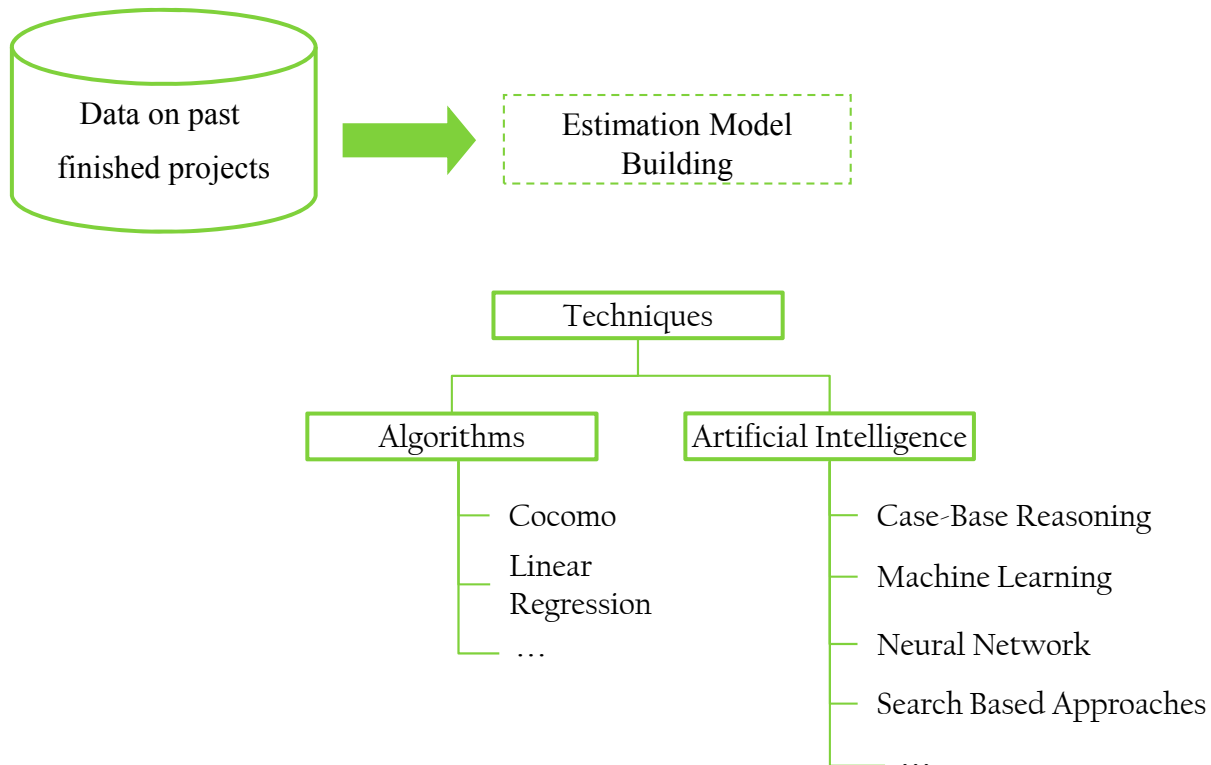 Data on past
finished projects
Estimation Model
Building
Techniques
Algorithms
Artificial Intelligence
Cocomo
Linear
Regression
…
Case-Base Reasoning
Machine Learning
Neural Network
Search Based Approaches
…